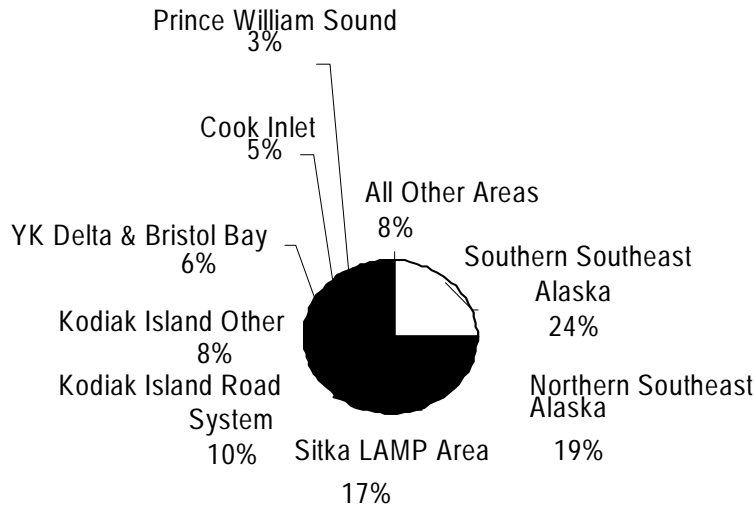 Prince William Sound
3%
Cook Inlet
5%
All Other Areas
8%
YK Delta & Bristol Bay
6%
Southern Southeast
Alaska
24%
Kodiak Island Other
8%
Kodiak Island Road
System
10%
Northern Southeast
Alaska
19%
Sitka LAMP Area
17%